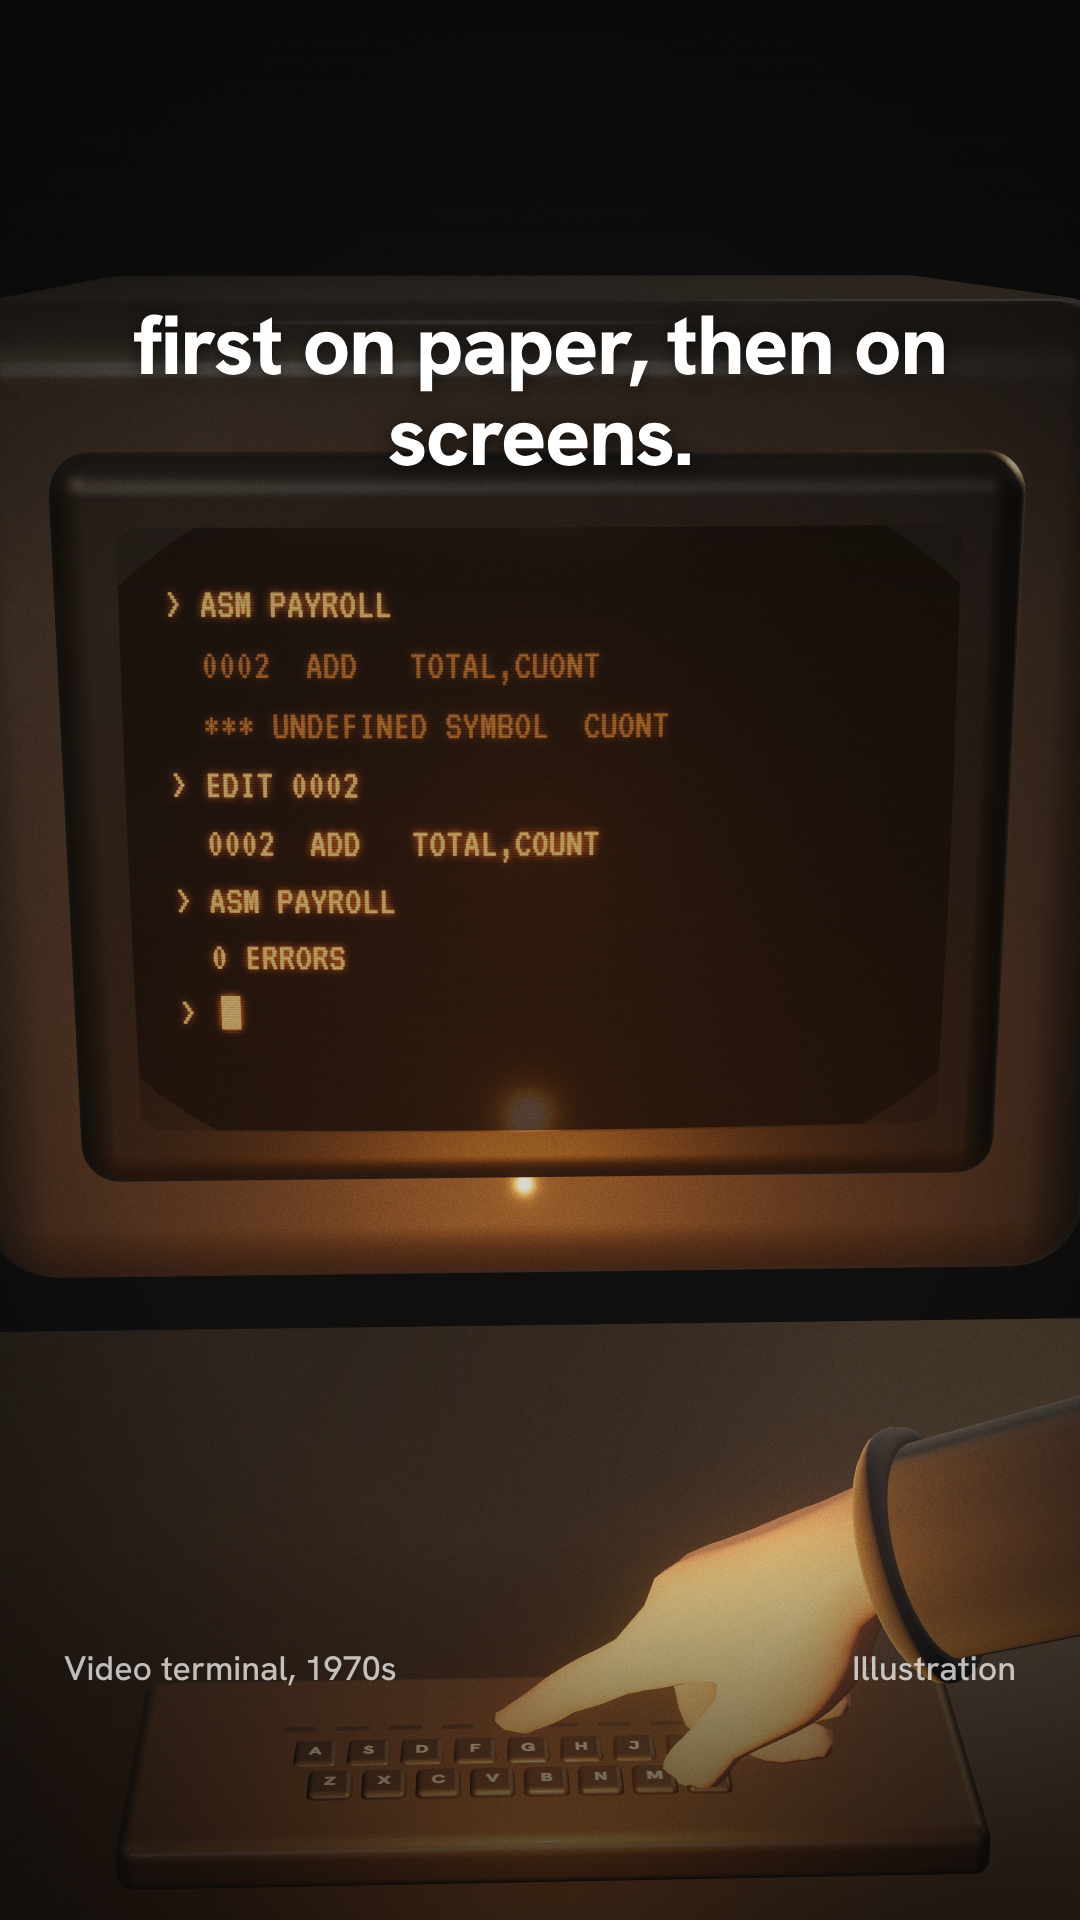 first on paper, then on
screens.
> ASM PAYROLL
0002 ADD TOTAL,CUONT
*** UNDEFINED SYMBOL CUONT
> EDIT 0002
0002 ADD TOTAL,COUNT
> ASM PAYROLL
0 ERRORS
>
Video terminal, 1970s
Illustration
A S D F G H J
Z X C V B N M